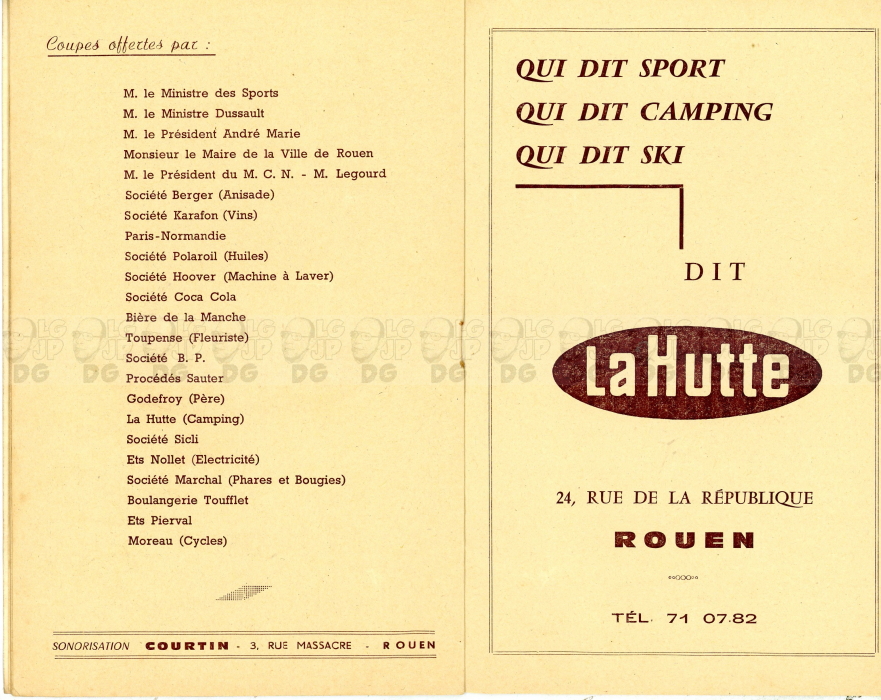 Coupes offertes par :
M. le Ministre des Sports
M. le Ministre Dussault
M. le Président André Marie
Monsieur le Maire de la Ville de Rouen
M. le Président du M. C. N. - M. Legourd
Société Berger (Anisade)
Société Karafon (Vins)
Paris-Normandie
Société Polaroil (Huiles)
Société Hoover (Machine à Laver)
Société Coca Cola
Bière de la Manche
Toupense (Fleuriste)
Société B. P.
Procédés Sauter
Godefroy (Père)
La Hutte (Camping)
Société Sicli
Ets Nollet (Electricité)
Société Marchal (Phares et Bougies)
Boulangerie Toufflet
Ets Pierval
Moreau (Cycles)
SONORISATION COURTIN - 3, RUE MASSACRE - ROUEN
QUI DIT SPORT
QUI DIT CAMPING
QUI DIT SKI
DIT
La Hutte
24, RUE DE LA RÉPUBLIQUE
ROUEN
TÉL. 71 07.82
LG JP DG